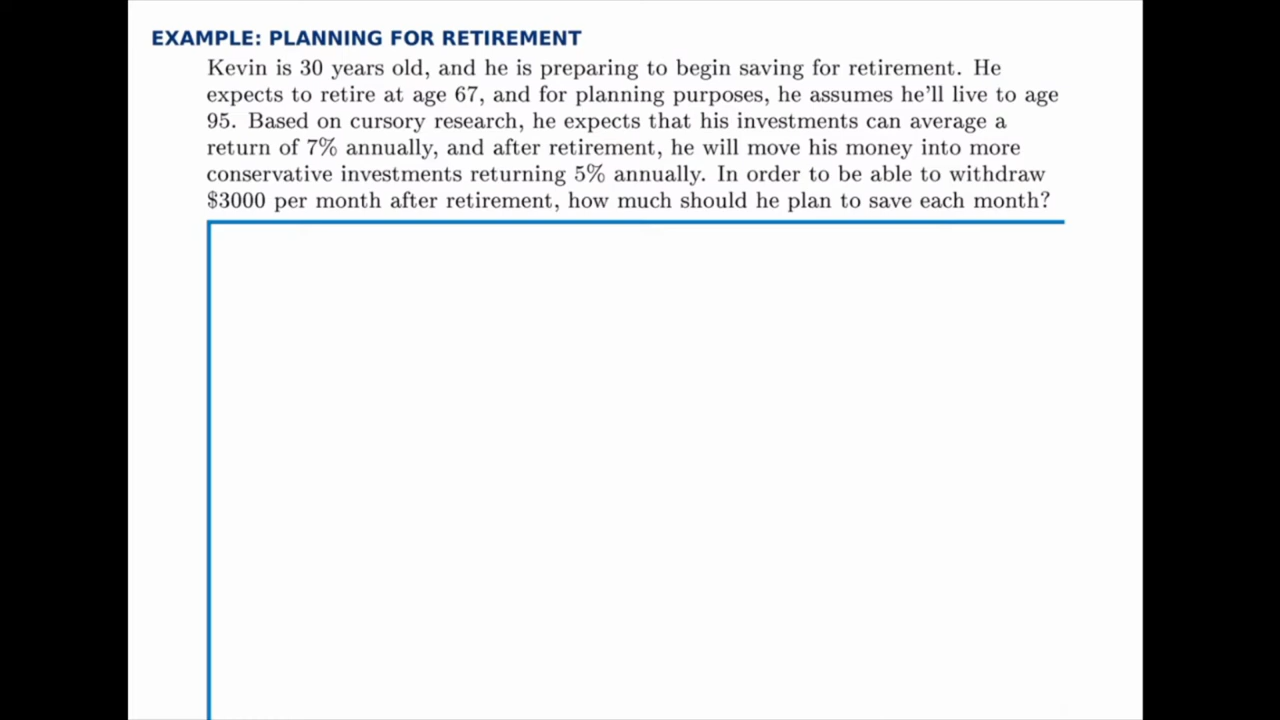 EXAMPLE: PLANNING FOR RETIREMENT
Kevin is 30 years old, and he is preparing to begin saving for retirement. He
expects to retire at age 67, and for planning purposes, he assumes he'll live to age
95. Based on cursory research, he expects that his investments can average a
return of 7% annually, and after retirement, he will move his money into more
conservative investments returning 5% annually. In order to be able to withdraw
$3000 per month after retirement, how much should he plan to save each month?